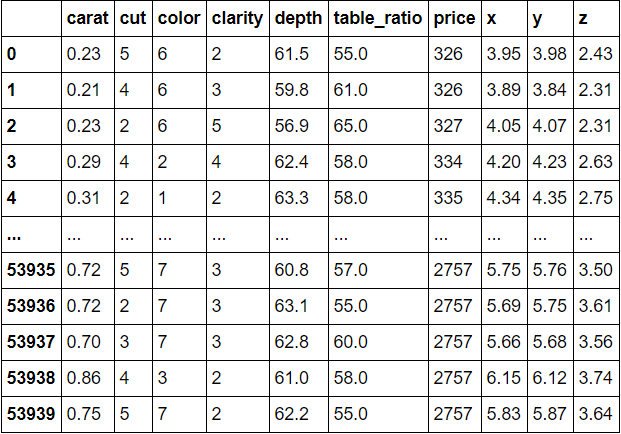 carat cut color clarity depth table_ratio price x y z
0 0.23 5 6 2 61.5 55.0 326 3.95 3.98 2.43
1 0.21 4 6 3 59.8 61.0 326 3.89 3.84 2.31
2 0.23 2 6 5 56.9 65.0 327 4.05 4.07 2.31
3 0.29 4 2 4 62.4 58.0 334 4.20 4.23 2.63
4 0.31 2 1 2 63.3 58.0 335 4.34 4.35 2.75
... ... ... ... ... ... ... ... ... ... ...
53935 0.72 5 7 3 60.8 57.0 2757 5.75 5.76 3.50
53936 0.72 2 7 3 63.1 55.0 2757 5.69 5.75 3.61
53937 0.70 3 7 3 62.8 60.0 2757 5.66 5.68 3.56
53938 0.86 4 3 2 61.0 58.0 2757 6.15 6.12 3.74
53939 0.75 5 7 2 62.2 55.0 2757 5.83 5.87 3.64